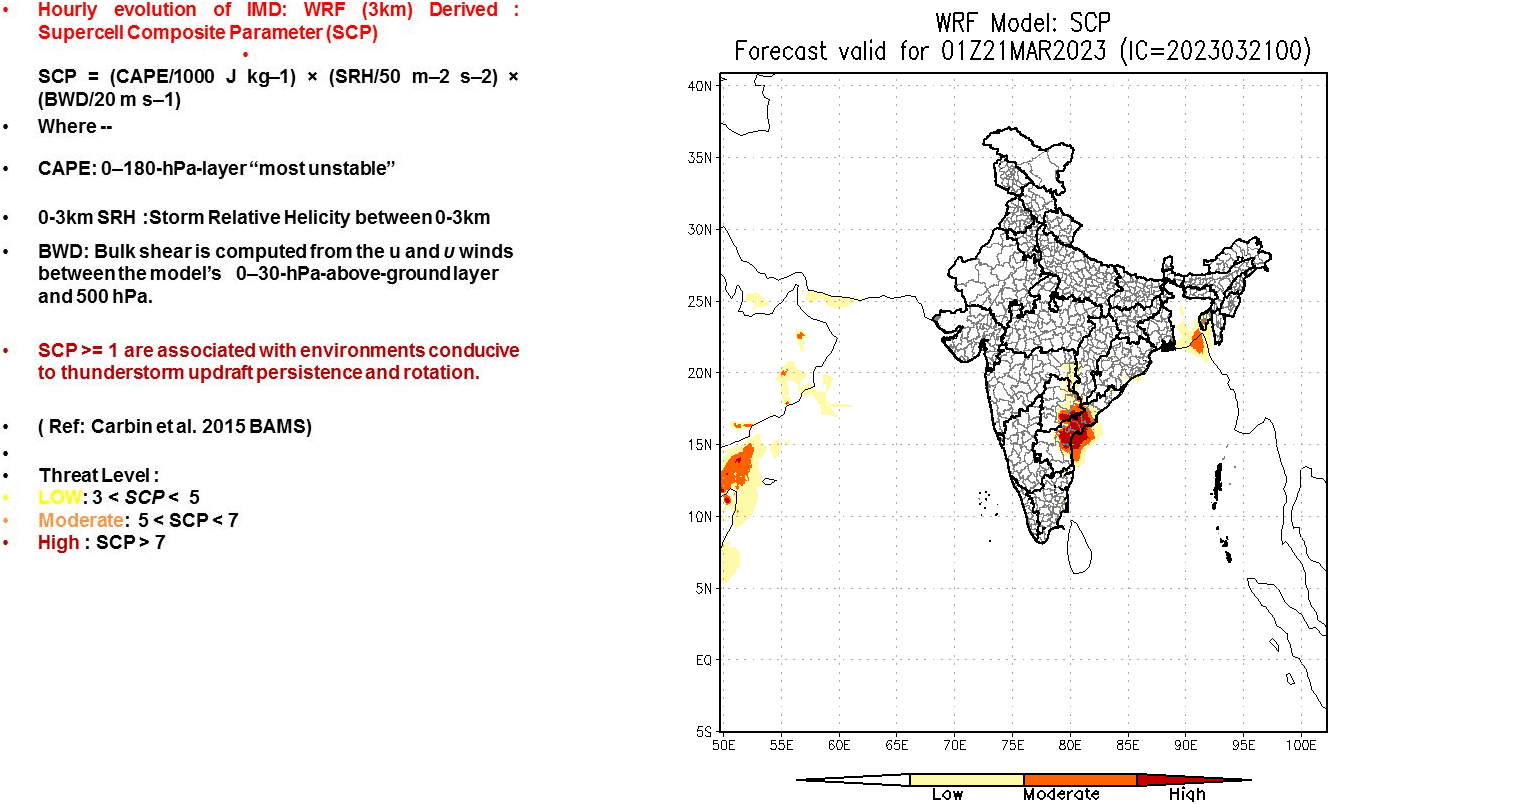 • Hourly evolution of IMD: WRF (3km) Derived :
Supercell Composite Parameter (SCP)
•
SCP = (CAPE/1000 J kg–1) × (SRH/50 m–2 s–2) ×
(BWD/20 m s–1)
• Where --
• CAPE: 0–180-hPa-layer “most unstable”
• 0-3km SRH :Storm Relative Helicity between 0-3km
• BWD: Bulk shear is computed from the u and υ winds
between the model’s 0–30-hPa-above-ground layer
and 500 hPa.
• SCP >= 1 are associated with environments conducive
to thunderstorm updraft persistence and rotation.
• ( Ref: Carbin et al. 2015 BAMS)
•
• Threat Level :
• LOW: 3 < SCP < 5
• Moderate: 5 < SCP < 7
• High : SCP > 7
WRF Model: SCP
Forecast valid for 01Z21MAR2023 (IC=2023032100)
40N
35N
30N
25N
20N
15N
10N
5N
EQ
5S
50E 55E 60E 65E 70E 75E 80E 85E 90E 95E 100E
Low Moderate High